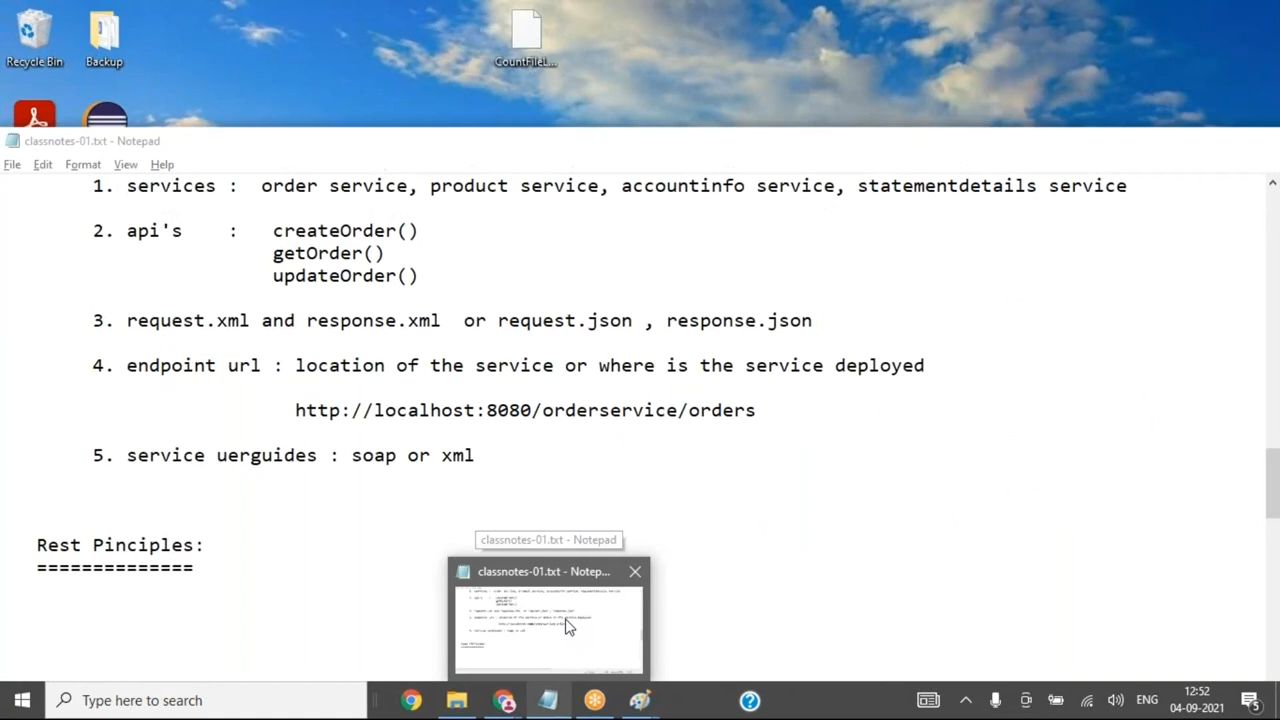 Recycle Bin
Backup
CountFileL...
classnotes-01.txt - Notepad
File Edit Format View Help
1. services : order service, product service, accountinfo service, statementdetails service
2. api's : createOrder()
getOrder()
updateOrder()
3. request.xml and response.xml or request.json , response.json
4. endpoint url : location of the service or where is the service deployed
http://localhost:8080/orderservice/orders
5. service uerguides : soap or xml
Rest Pinciples:
==============
classnotes-01.txt - Notepad
classnotes-01.txt - Notep...
Type here to search
ENG
12:52
04-09-2021
5